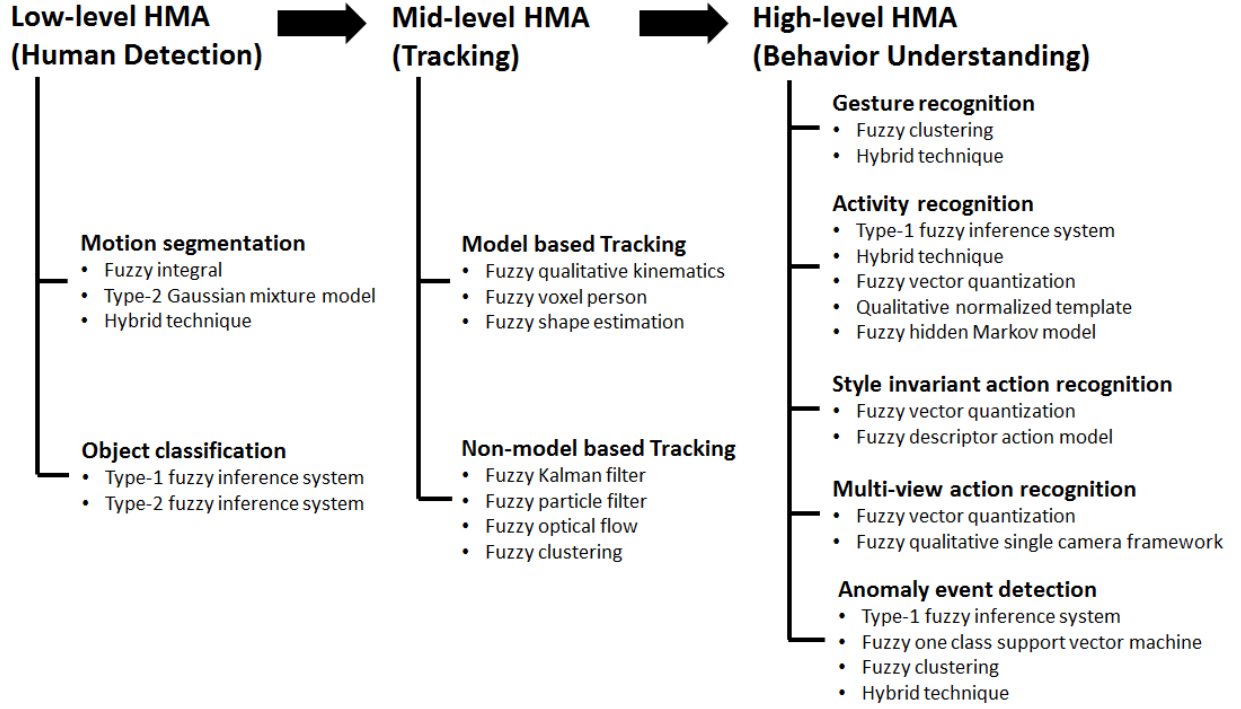 Low-level HMA
(Human Detection)
Motion segmentation
• Fuzzy integral
• Type-2 Gaussian mixture model
• Hybrid technique
Object classification
• Type-1 fuzzy inference system
• Type-2 fuzzy inference system
Mid-level HMA
(Tracking)
Model based Tracking
• Fuzzy qualitative kinematics
• Fuzzy voxel person
• Fuzzy shape estimation
Non-model based Tracking
• Fuzzy Kalman filter
• Fuzzy particle filter
• Fuzzy optical flow
• Fuzzy clustering
High-level HMA
(Behavior Understanding)
Gesture recognition
• Fuzzy clustering
• Hybrid technique
Activity recognition
• Type-1 fuzzy inference system
• Hybrid technique
• Fuzzy vector quantization
• Qualitative normalized template
• Fuzzy hidden Markov model
Style invariant action recognition
• Fuzzy vector quantization
• Fuzzy descriptor action model
Multi-view action recognition
• Fuzzy vector quantization
• Fuzzy qualitative single camera framework
Anomaly event detection
• Type-1 fuzzy inference system
• Fuzzy one class support vector machine
• Fuzzy clustering
• Hybrid technique